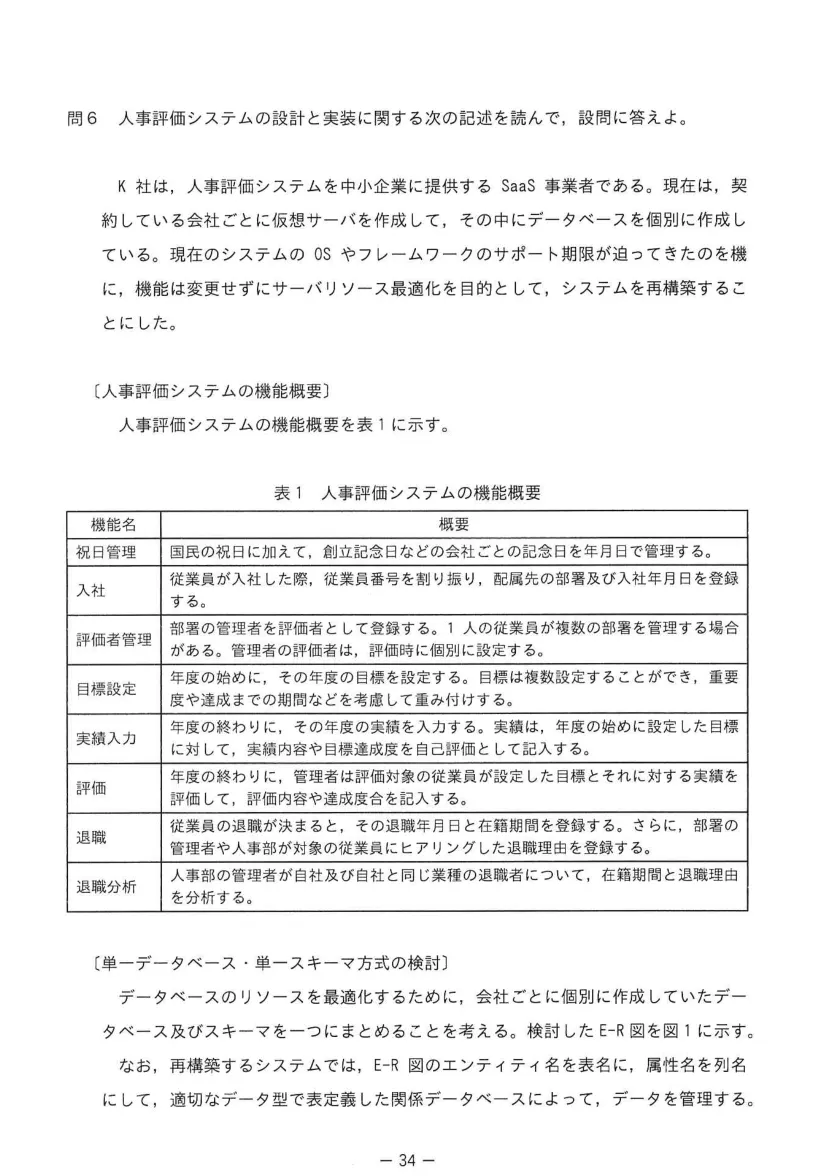 問6 人事評価システムの設計と実装に関する次の記述を読んで，設問に答えよ。
K 社は，人事評価システムを中小企業に提供する SaaS 事業者である。現在は，契
約している会社ごとに仮想サーバを作成して，その中にデータベースを個別に作成し
ている。現在のシステムの OS やフレームワークのサポート期限が迫ってきたのを機
に，機能は変更せずにサーバリソース最適化を目的として，システムを再構築するこ
とにした。
〔人事評価システムの機能概要〕
人事評価システムの機能概要を表1に示す。
表1 人事評価システムの機能概要
機能名 概要
祝日管理 国民の祝日に加えて，創立記念日などの会社ごとの記念日を年月日で管理する。
入社 従業員が入社した際，従業員番号を割り振り，配属先の部署及び入社年月日を登録
する。
評価者管理 部署の管理者を評価者として登録する。1 人の従業員が複数の部署を管理する場合
がある。管理者の評価者は，評価時に個別に設定する。
目標設定 年度の始めに，その年度の目標を設定する。目標は複数設定することができ，重要
度や達成までの期間などを考慮して重み付けする。
実績入力 年度の終わりに，その年度の実績を入力する。実績は，年度の始めに設定した目標
に対して，実績内容や目標達成度を自己評価として記入する。
評価 年度の終わりに，管理者は評価対象の従業員が設定した目標とそれに対する実績を
評価して，評価内容や達成度合を記入する。
退職 従業員の退職が決まると，その退職年月日と在籍期間を登録する。さらに，部署の
管理者や人事部が対象の従業員にヒアリングした退職理由を登録する。
退職分析 人事部の管理者が自社及び自社と同じ業種の退職者について，在籍期間と退職理由
を分析する。
〔単一データベース・単一スキーマ方式の検討〕
データベースのリソースを最適化するために，会社ごとに個別に作成していたデー
タベース及びスキーマを一つにまとめることを考える。検討した E-R 図を図1に示す。
なお，再構築するシステムでは，E-R 図のエンティティ名を表名に，属性名を列名
にして，適切なデータ型で表定義した関係データベースによって，データを管理する。
－ 34 －